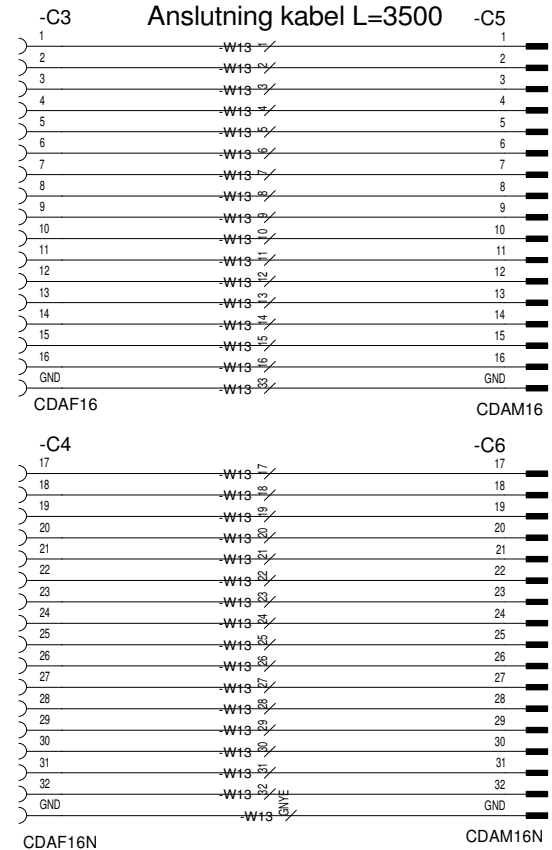 -C3 Anslutning kabel L=3500 -C5
1 -W13 1 1
2 -W13 2 2
3 -W13 3 3
4 -W13 4 4
5 -W13 5 5
6 -W13 6 6
7 -W13 7 7
8 -W13 8 8
9 -W13 9 9
10 -W13 10 10
11 -W13 11 11
12 -W13 12 12
13 -W13 13 13
14 -W13 14 14
15 -W13 15 15
16 -W13 16 16
GND -W13 33 GND
CDAF16 CDAM16
-C4 -C6
17 -W13 17 17
18 -W13 18 18
19 -W13 19 19
20 -W13 20 20
21 -W13 21 21
22 -W13 22 22
23 -W13 23 23
24 -W13 24 24
25 -W13 25 25
26 -W13 26 26
27 -W13 27 27
28 -W13 28 28
29 -W13 29 29
30 -W13 30 30
31 -W13 31 31
32 -W13 32 32
GND -W13 GNYE GND
CDAF16N CDAM16N